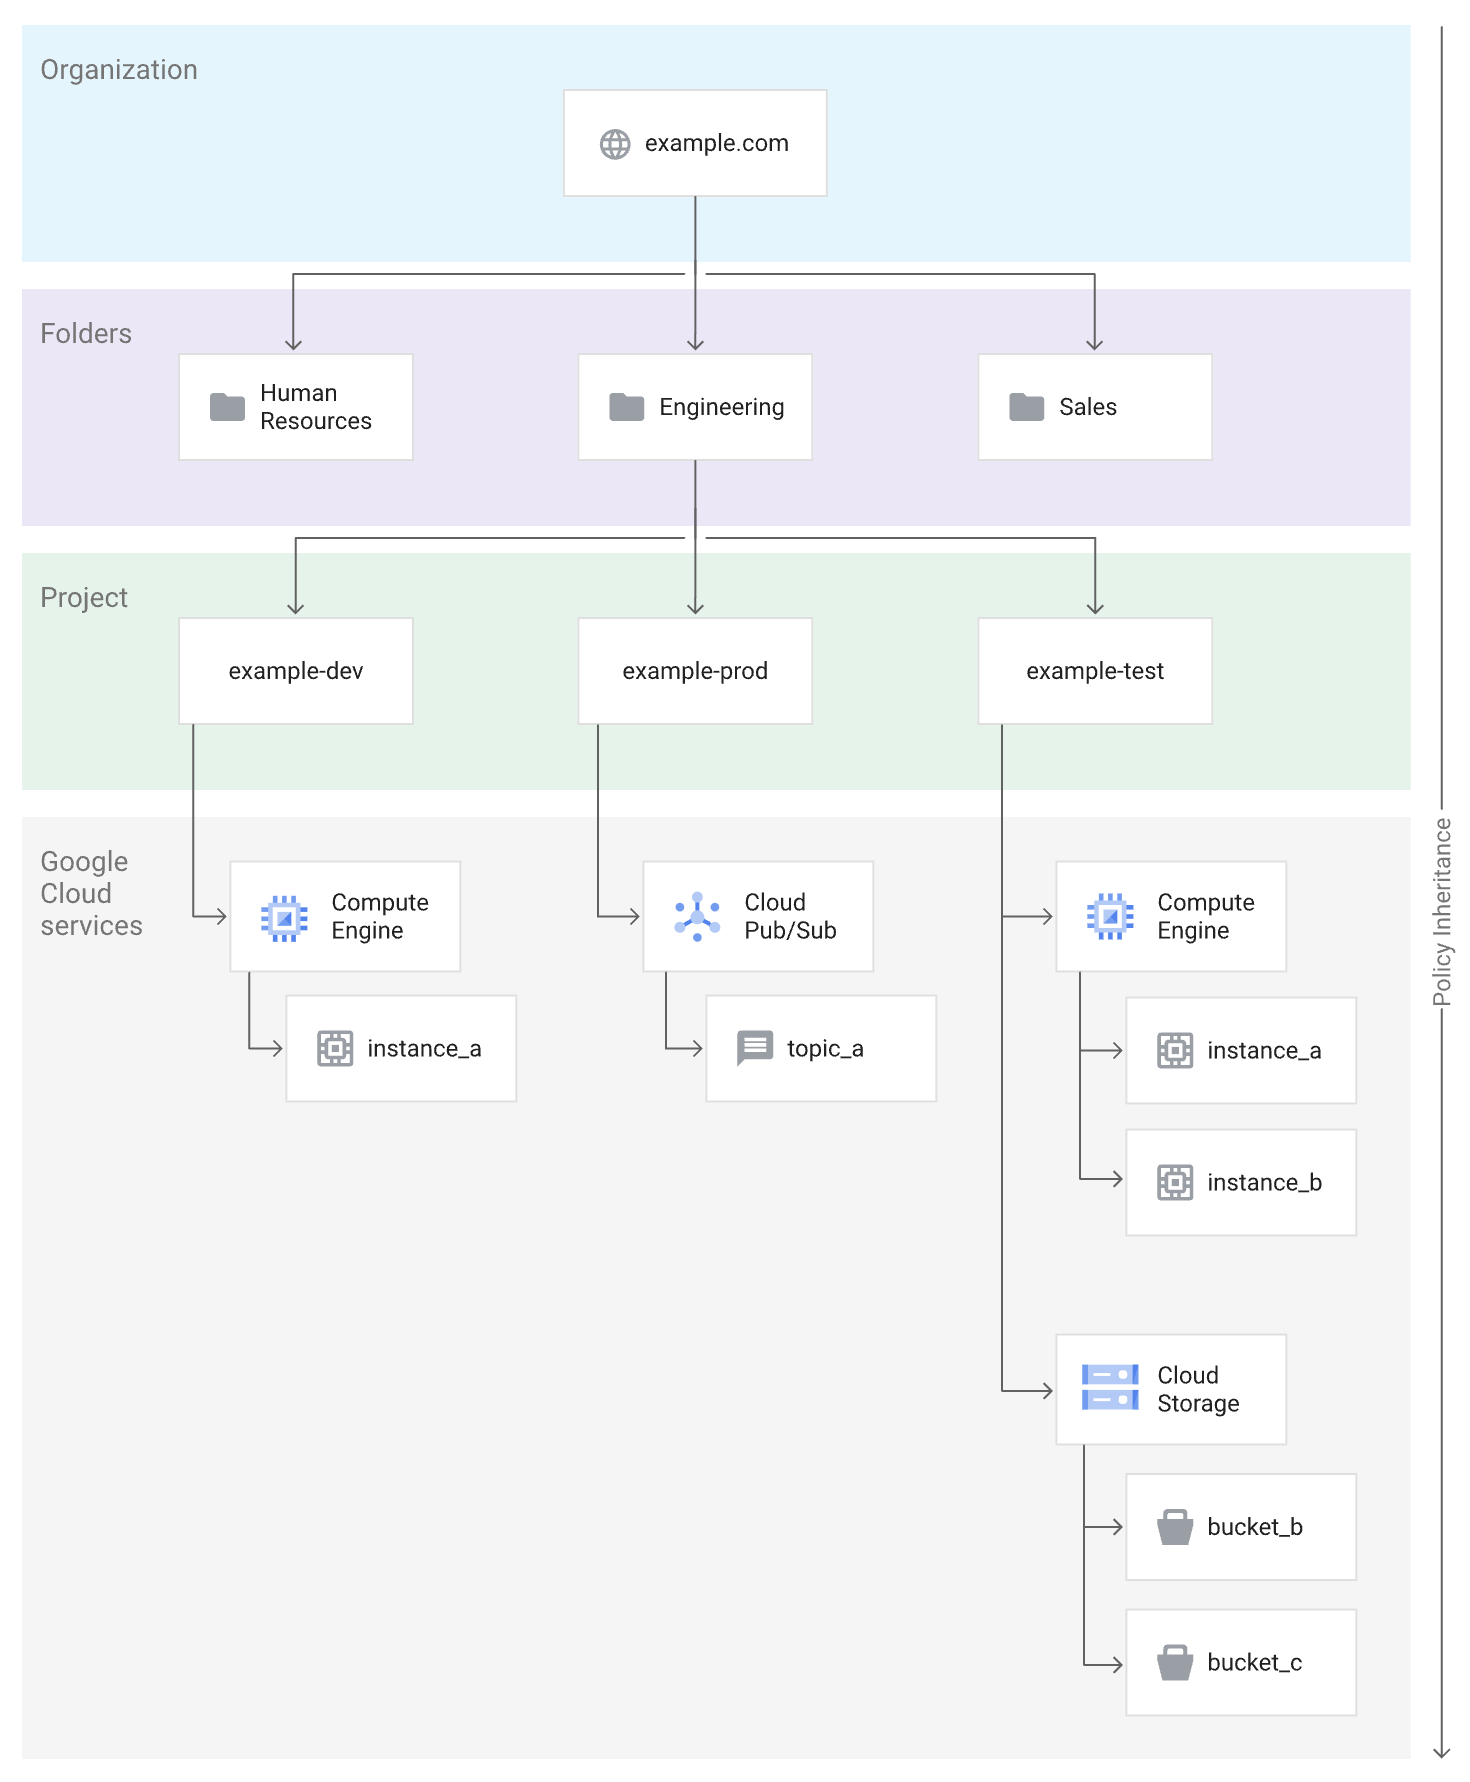 Organization
example.com
Folders
Human
Resources
Engineering
Sales
Project
example-dev
example-prod
example-test
Google
Cloud
services
Compute
Engine
instance_a
Cloud
Pub/Sub
topic_a
Compute
Engine
instance_a
instance_b
Cloud
Storage
bucket_b
bucket_c
Policy Inheritance